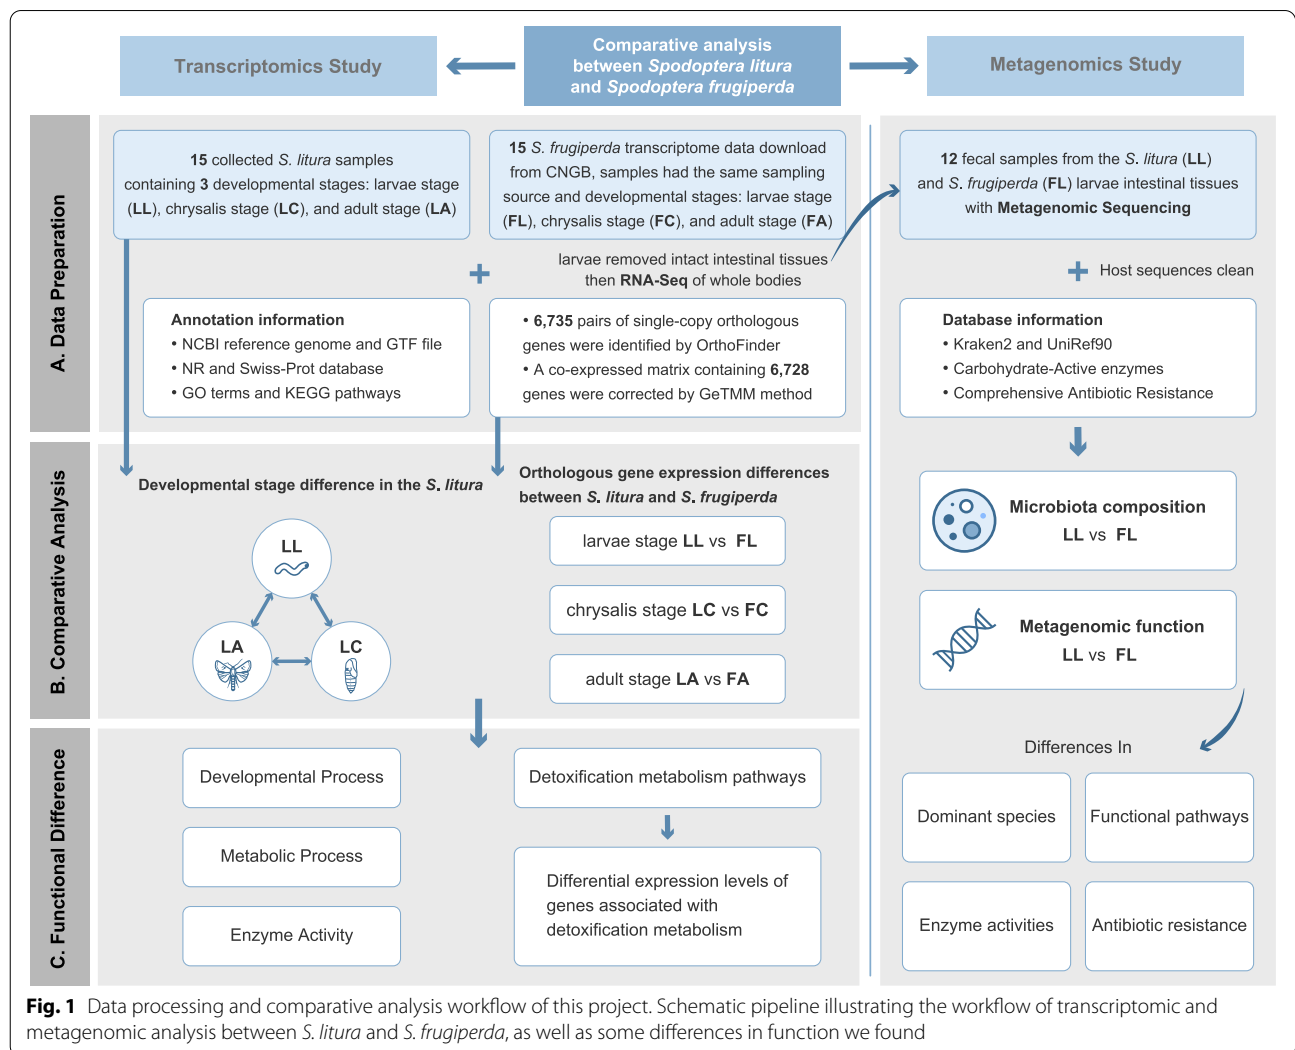 Comparative analysis
between Spodoptera litura
and Spodoptera frugiperda
Transcriptomics Study
Metagenomics Study
A. Data Preparation
15 collected S. litura samples
containing 3 developmental stages: larvae stage
(LL), chrysalis stage (LC), and adult stage (LA)
15 S. frugiperda transcriptome data download
from CNGB, samples had the same sampling
source and developmental stages: larvae stage
(FL), chrysalis stage (FC), and adult stage (FA)
larvae removed intact intestinal tissues
then RNA-Seq of whole bodies
Annotation information
• NCBI reference genome and GTF file
• NR and Swiss-Prot database
• GO terms and KEGG pathways
• 6,735 pairs of single-copy orthologous
genes were identified by OrthoFinder
• A co-expressed matrix containing 6,728
genes were corrected by GeTMM method
12 fecal samples from the S. litura (LL)
and S. frugiperda (FL) larvae intestinal tissues
with Metagenomic Sequencing
Host sequences clean
Database information
• Kraken2 and UniRef90
• Carbohydrate-Active enzymes
• Comprehensive Antibiotic Resistance
B. Comparative Analysis
Developmental stage difference in the S. litura
LL
LA
LC
Orthologous gene expression differences
between S. litura and S. frugiperda
larvae stage LL vs FL
chrysalis stage LC vs FC
adult stage LA vs FA
Microbiota composition
LL vs FL
Metagenomic function
LL vs FL
C. Functional Difference
Developmental Process
Metabolic Process
Enzyme Activity
Detoxification metabolism pathways
Differential expression levels of
genes associated with
detoxification metabolism
Differences In
Dominant species
Functional pathways
Enzyme activities
Antibiotic resistance
Fig. 1 Data processing and comparative analysis workflow of this project. Schematic pipeline illustrating the workflow of transcriptomic and
metagenomic analysis between S. litura and S. frugiperda, as well as some differences in function we found